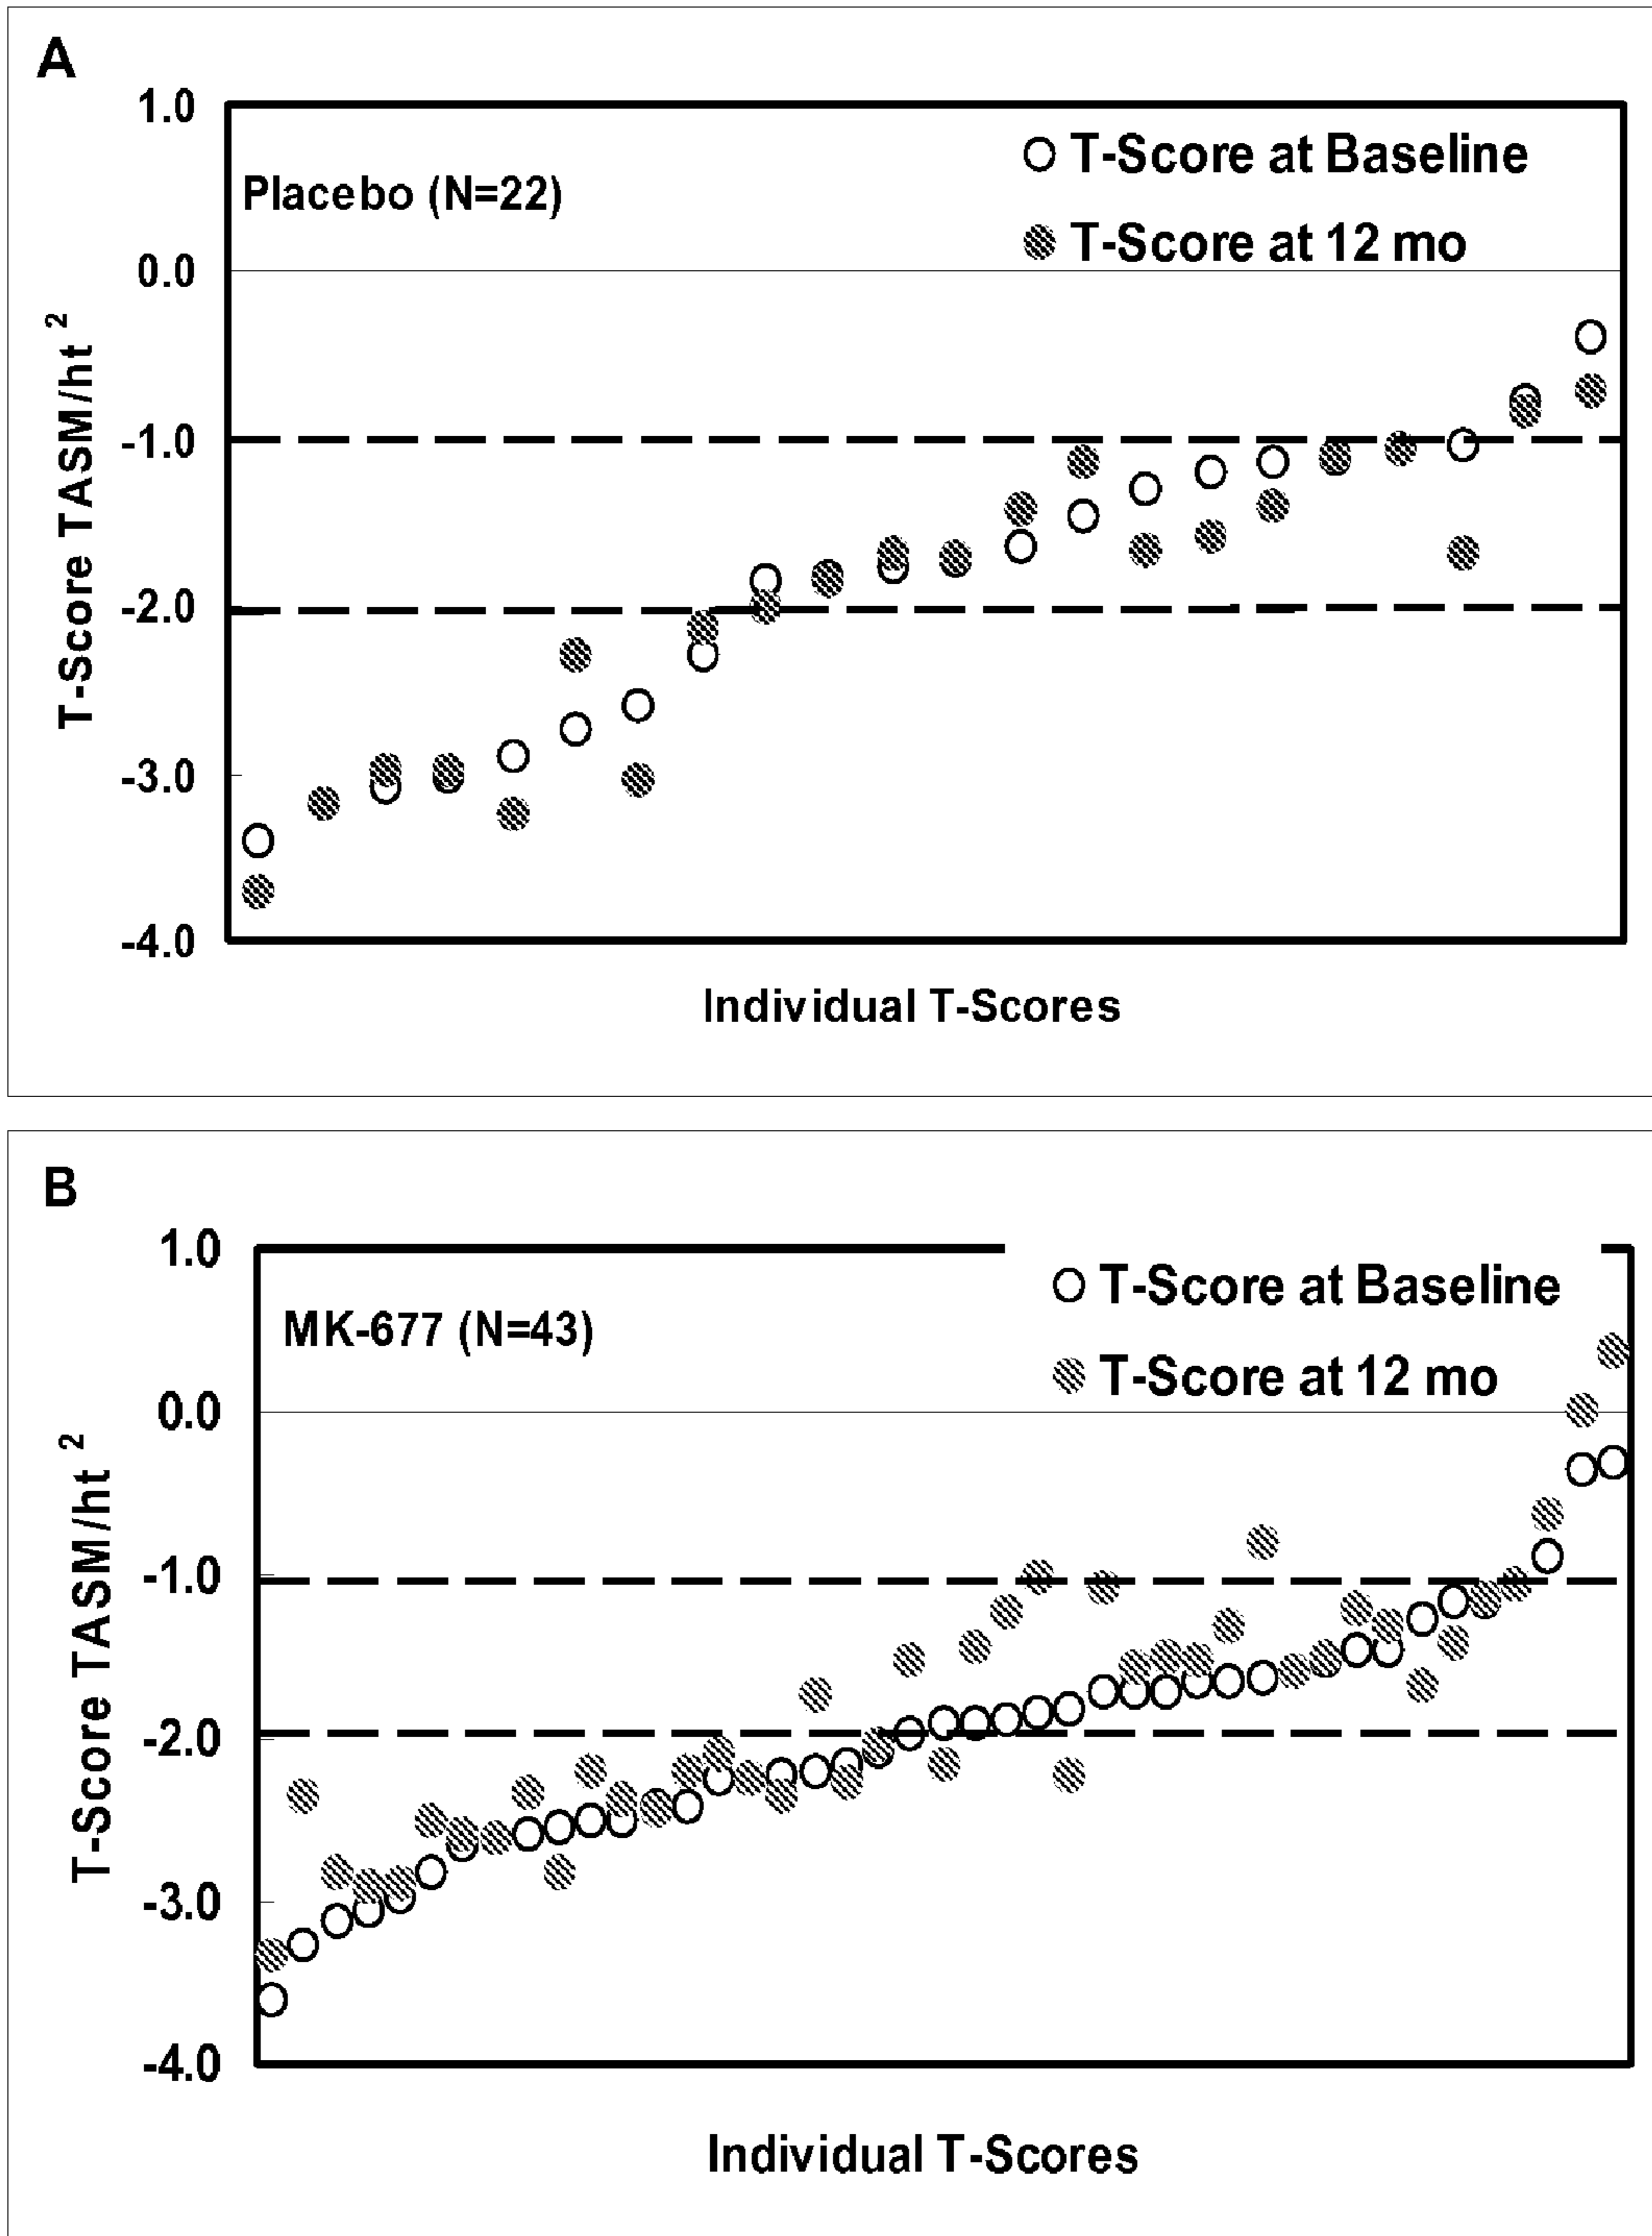 A
1.0
T-Score at Baseline
Placebo (N=22)
T-Score at 12 mo
0.0
-1.0
-2.0
-3.0
-4.0
T-Score TASM/ht 2
Individual T-Scores
B
1.0
T-Score at Baseline
MK-677 (N=43)
T-Score at 12 mo
0.0
-1.0
-2.0
-3.0
-4.0
T-Score TASM/ht 2
Individual T-Scores